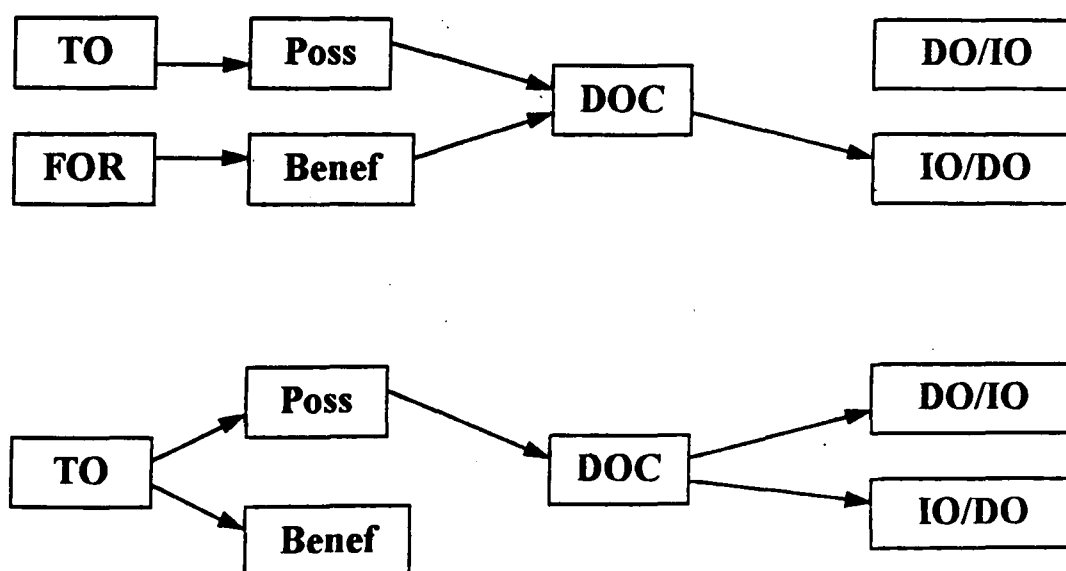 TO Poss DO/IO
DOC
FOR Benef IO/DO
Poss DO/IO
TO DOC
Benef IO/DO